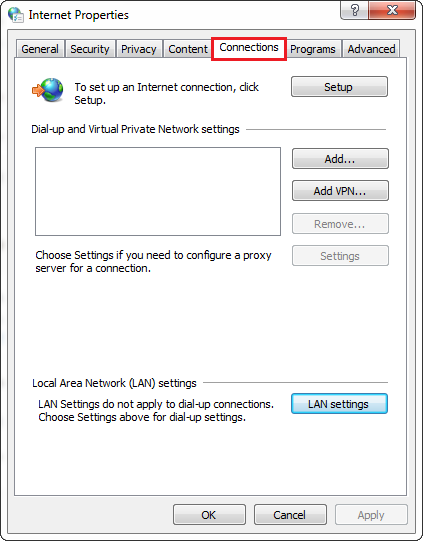 Internet Properties
?
General Security Privacy Content Connections Programs Advanced
To set up an Internet connection, click
Setup.
Setup
Dial-up and Virtual Private Network settings
Add...
Add VPN...
Remove...
Choose Settings if you need to configure a proxy
server for a connection.
Settings
Local Area Network (LAN) settings
LAN Settings do not apply to dial-up connections.
Choose Settings above for dial-up settings.
LAN settings
OK Cancel Apply